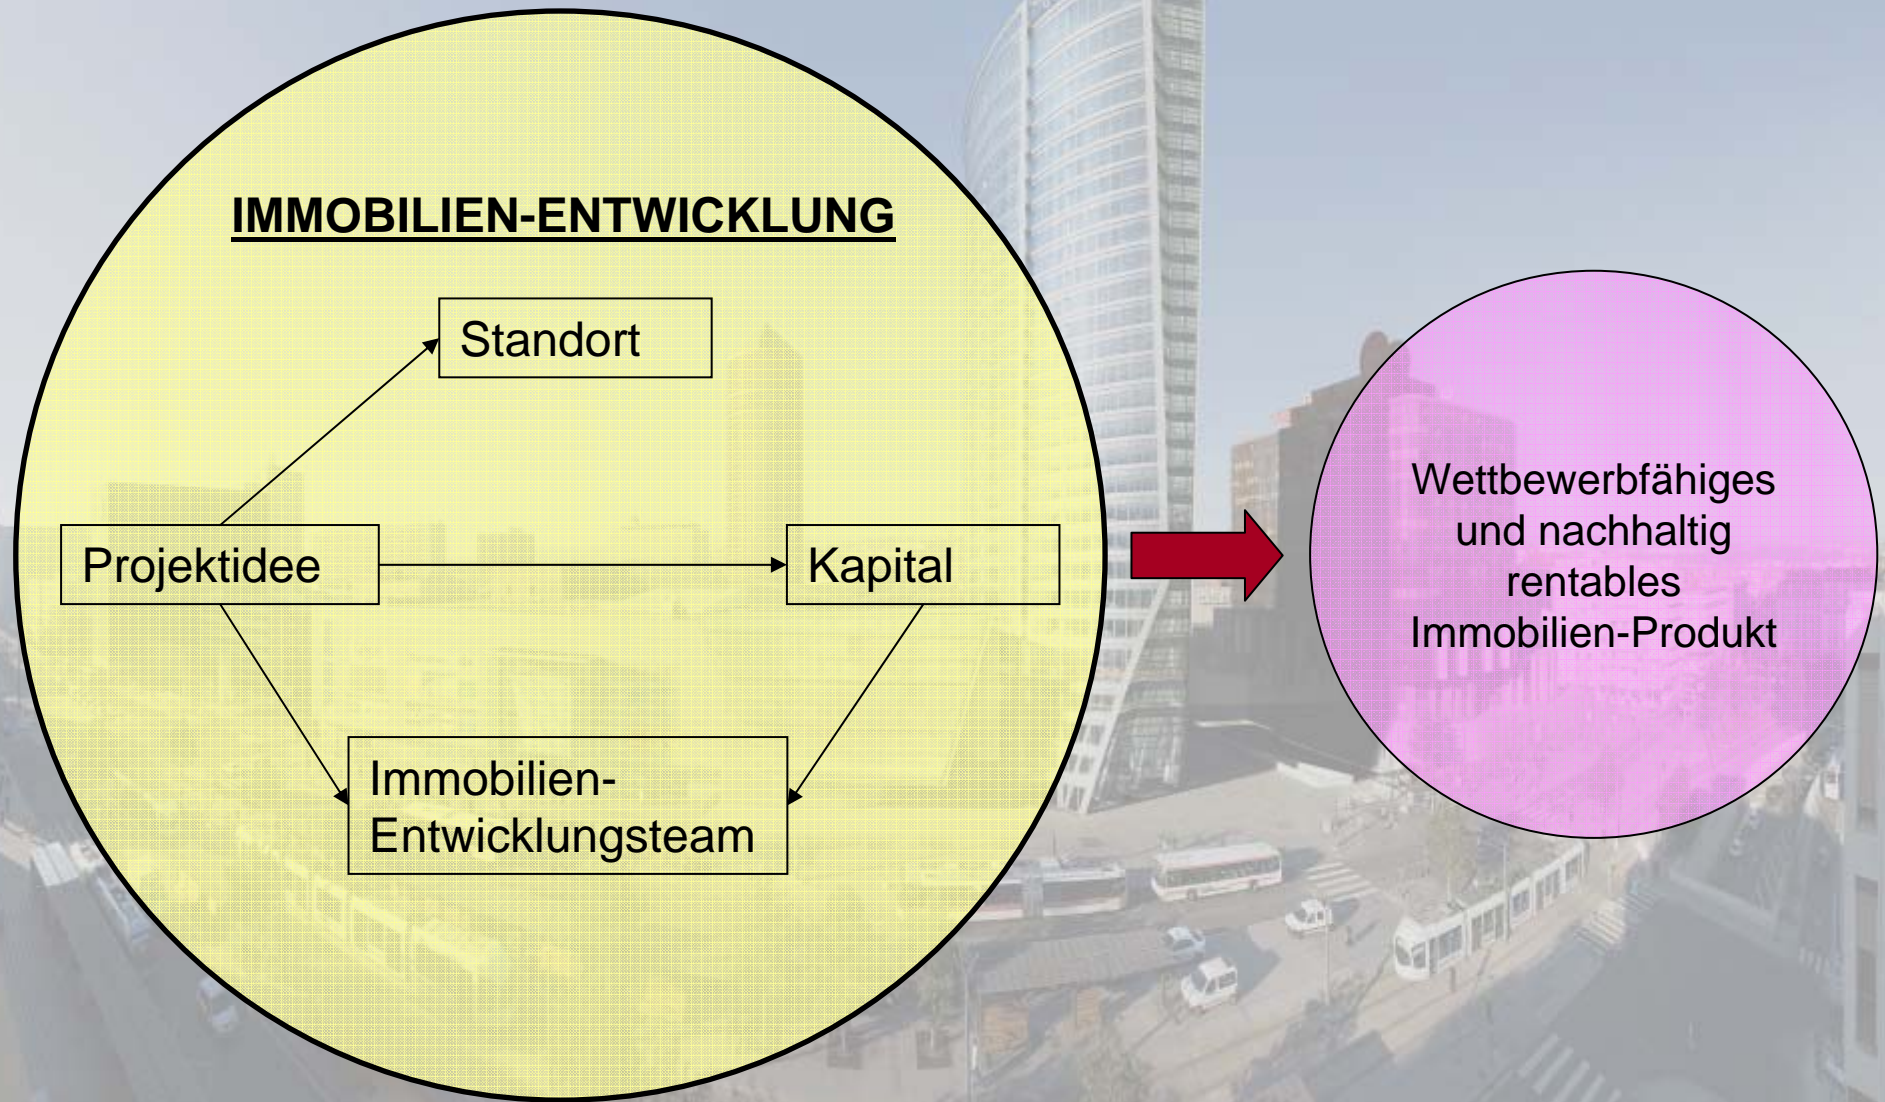 IMMOBILIEN-ENTWICKLUNG
Standort
Projektidee
Kapital
Immobilien-
Entwicklungsteam
Wettbewerbfähiges
und nachhaltig
rentables
Immobilien-Produkt